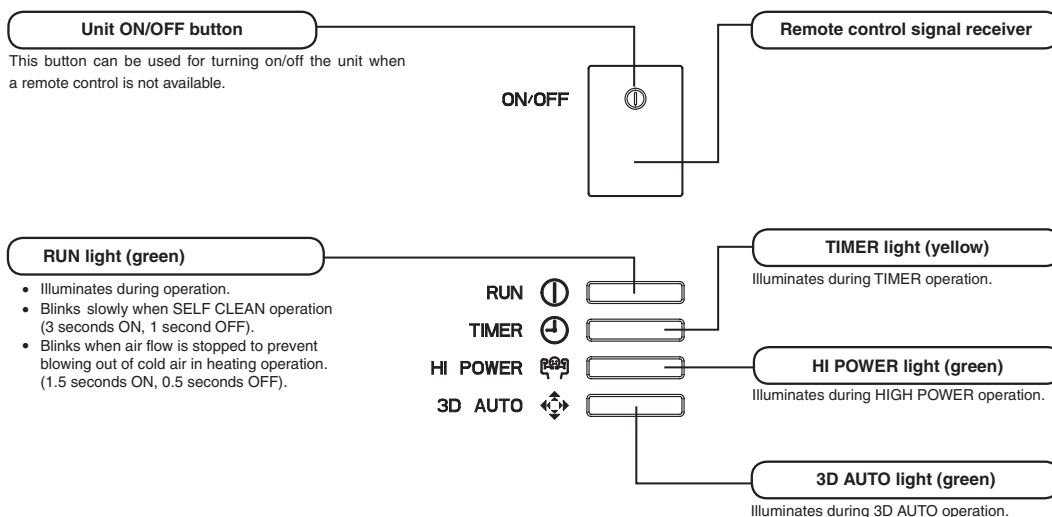 Unit ON/OFF button
This button can be used for turning on/off the unit when
a remote control is not available.
Remote control signal receiver
ON/OFF
RUN light (green)
• Illuminates during operation.
• Blinks slowly when SELF CLEAN operation
(3 seconds ON, 1 second OFF).
• Blinks when air flow is stopped to prevent
blowing out of cold air in heating operation.
(1.5 seconds ON, 0.5 seconds OFF).
RUN
TIMER
HI POWER
3D AUTO
TIMER light (yellow)
Illuminates during TIMER operation.
HI POWER light (green)
Illuminates during HIGH POWER operation.
3D AUTO light (green)
Illuminates during 3D AUTO operation.